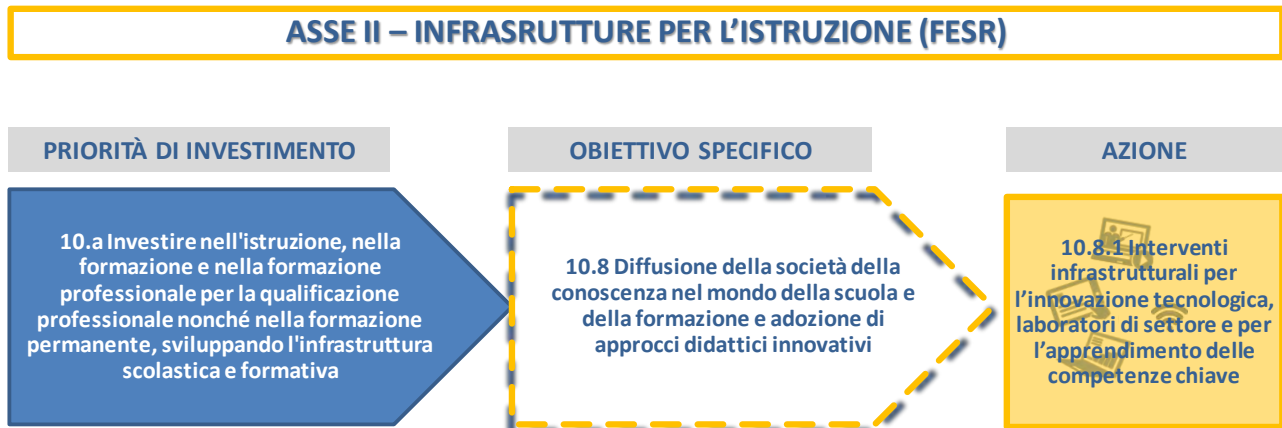 ASSE II – INFRASRUTTURE PER L'ISTRUZIONE (FESR)
PRIORITÀ DI INVESTIMENTO
10.a Investire nell'istruzione, nella
formazione e nella formazione
professionale per la qualificazione
professionale nonché nella formazione
permanente, sviluppando l'infrastruttura
scolastica e formativa
OBIETTIVO SPECIFICO
10.8 Diffusione della società della
conoscenza nel mondo della scuola e
della formazione e adozione di
approcci didattici innovativi
AZIONE
10.8.1 Interventi
infrastrutturali per
l'innovazione tecnologica,
laboratori di settore e per
l'apprendimento delle
competenze chiave